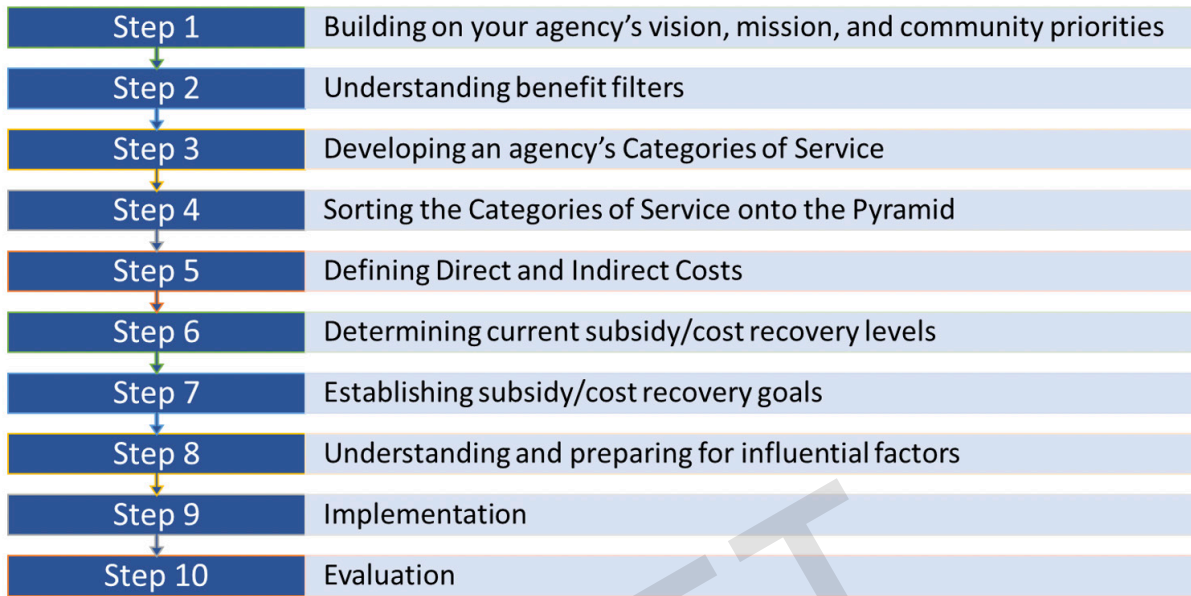 Step 1 Building on your agency’s vision, mission, and community priorities
Step 2 Understanding benefit filters
Step 3 Developing an agency’s Categories of Service
Step 4 Sorting the Categories of Service onto the Pyramid
Step 5 Defining Direct and Indirect Costs
Step 6 Determining current subsidy/cost recovery levels
Step 7 Establishing subsidy/cost recovery goals
Step 8 Understanding and preparing for influential factors
Step 9 Implementation
Step 10 Evaluation